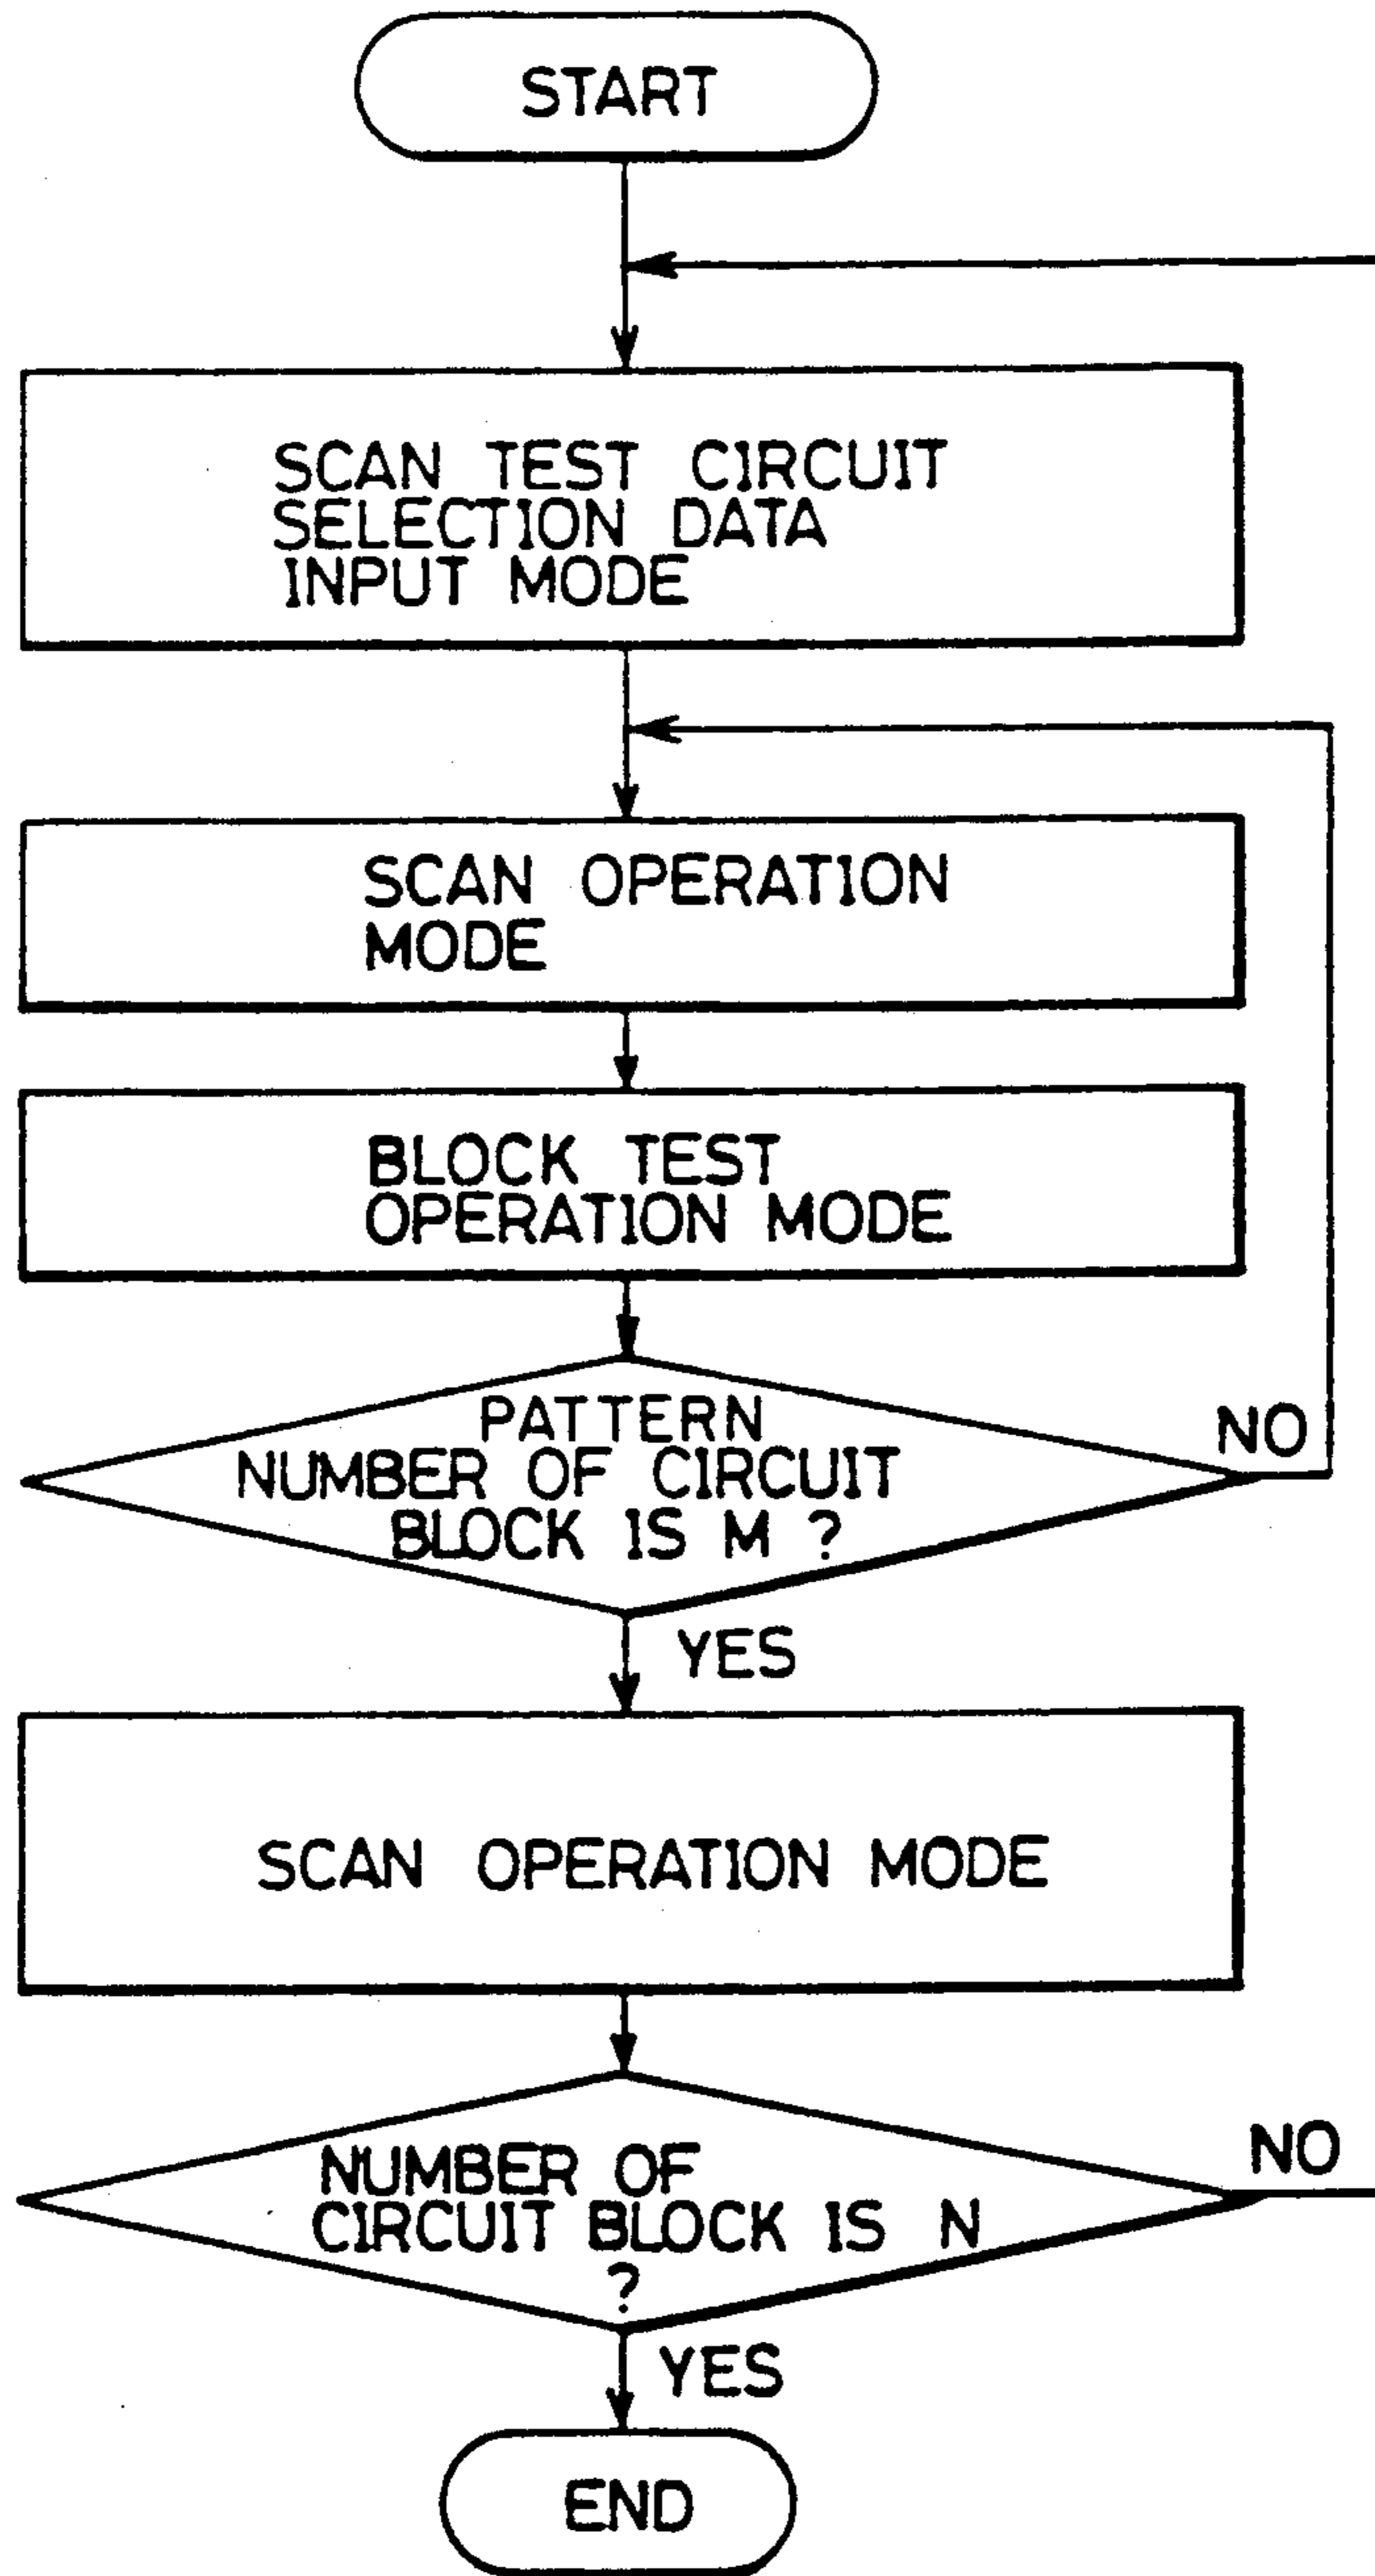 START
SCAN TEST CIRCUIT
SELECTION DATA
INPUT MODE
SCAN OPERATION
MODE
BLOCK TEST
OPERATION MODE
PATTERN
NUMBER OF CIRCUIT
BLOCK IS M ?
NO
YES
SCAN OPERATION MODE
NUMBER OF
CIRCUIT BLOCK IS N
?
NO
YES
END